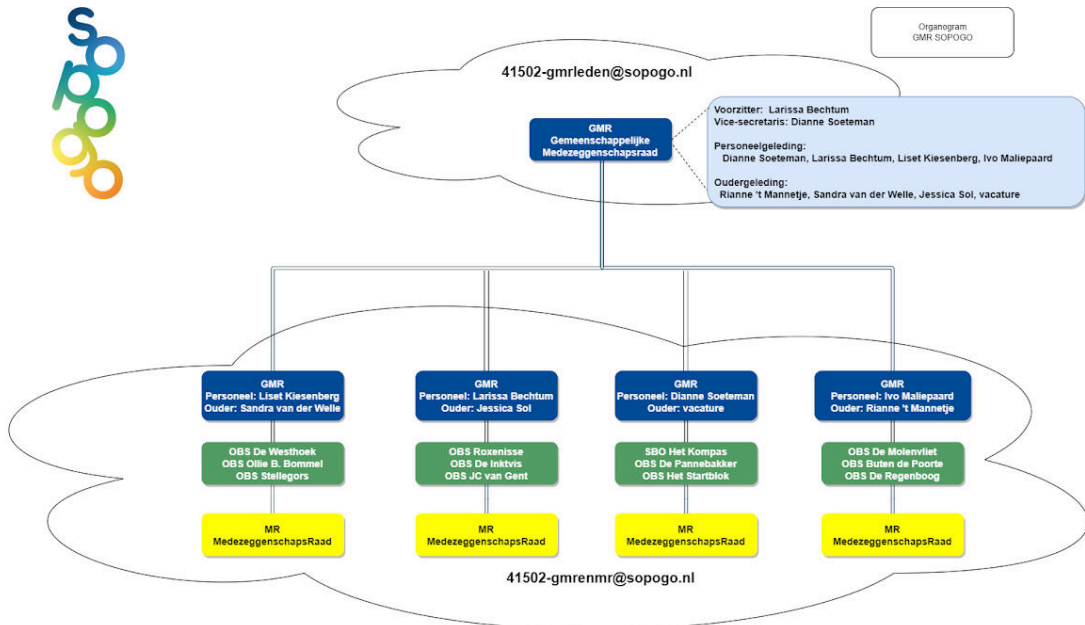 sopogo
Organogram
GMR SOPOGO
41502-gmrleden@sopogo.nl
GMR
Gemeenschappelijke
Medezeggenschapsraad
Voorzitter:  Larissa Bechtum
Vice-secretaris: Dianne Soeteman
Personeelgeleding:
Dianne Soeteman, Larissa Bechtum, Liset Kiesenberg, Ivo Maliepaard
Oudergeleding:
Rianne 't Mannetje, Sandra van der Welle, Jessica Sol, vacature
GMR
Personeel: Liset Kiesenberg
Ouder: Sandra van der Welle
GMR
Personeel: Larissa Bechtum
Ouder: Jessica Sol
GMR
Personeel: Dianne Soeteman
Ouder: vacature
GMR
Personeel: Ivo Maliepaard
Ouder: Rianne 't Mannetje
OBS De Westhoek
OBS Ollie B. Bommel
OBS Stellegors
OBS Roxenisse
OBS De Inktvis
OBS JC van Gent
SBO Het Kompas
OBS De Pannebakker
OBS Het Startblok
OBS De Molenvliet
OBS Buten de Poorte
OBS De Regenboog
MR
MedezeggenschapsRaad
MR
MedezeggenschapsRaad
MR
MedezeggenschapsRaad
MR
MedezeggenschapsRaad
41502-gmrenmr@sopogo.nl